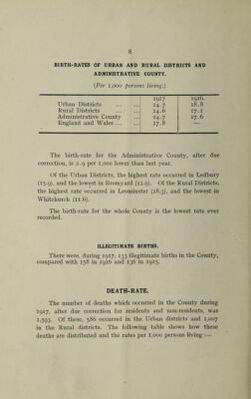 8
BIRTH-RATES OF URBAN AND RURAL DISTRICTS AND
ADMINISTRATIVE COUNTY.
(Per 1,000 persons living.)
1917 1916.
Urban Districts ... ... 14.7 18.8
Rural Districts ... ... 14.6 17.1
Administrative County ... 14.7 17.6
England and Wales ... ... 17.8 —
The birth-rate for the Administrative County, after due
correction, is 2.9 per 1,000 lower than last year.
Of the Urban Districts, the highest rate occurred in Ledbury
(15.9), and the lowest in Bromyard (12.9). Of the Rural Districts,
the highest rate occurred in Leominster (18.3), and the lowest in
Whitchurch (11.6).
The birth-rate for the whole County is the lowest rate ever
recorded.
ILLEGITIMATE BIRTHS.
There were, during 1917, 133 illegitimate births in the County,
compared with 158 in 1916 and 136 in 1915.
DEATH-RATE.
The number of deaths which occurred in the County during
1917, after due correction for residents and non-residents, was
1,593. Of these, 586 occurred in the Urban districts and 1,007
in the Rural districts. The following table shows how these
deaths are distributed and the rates per 1,000 persons living :—